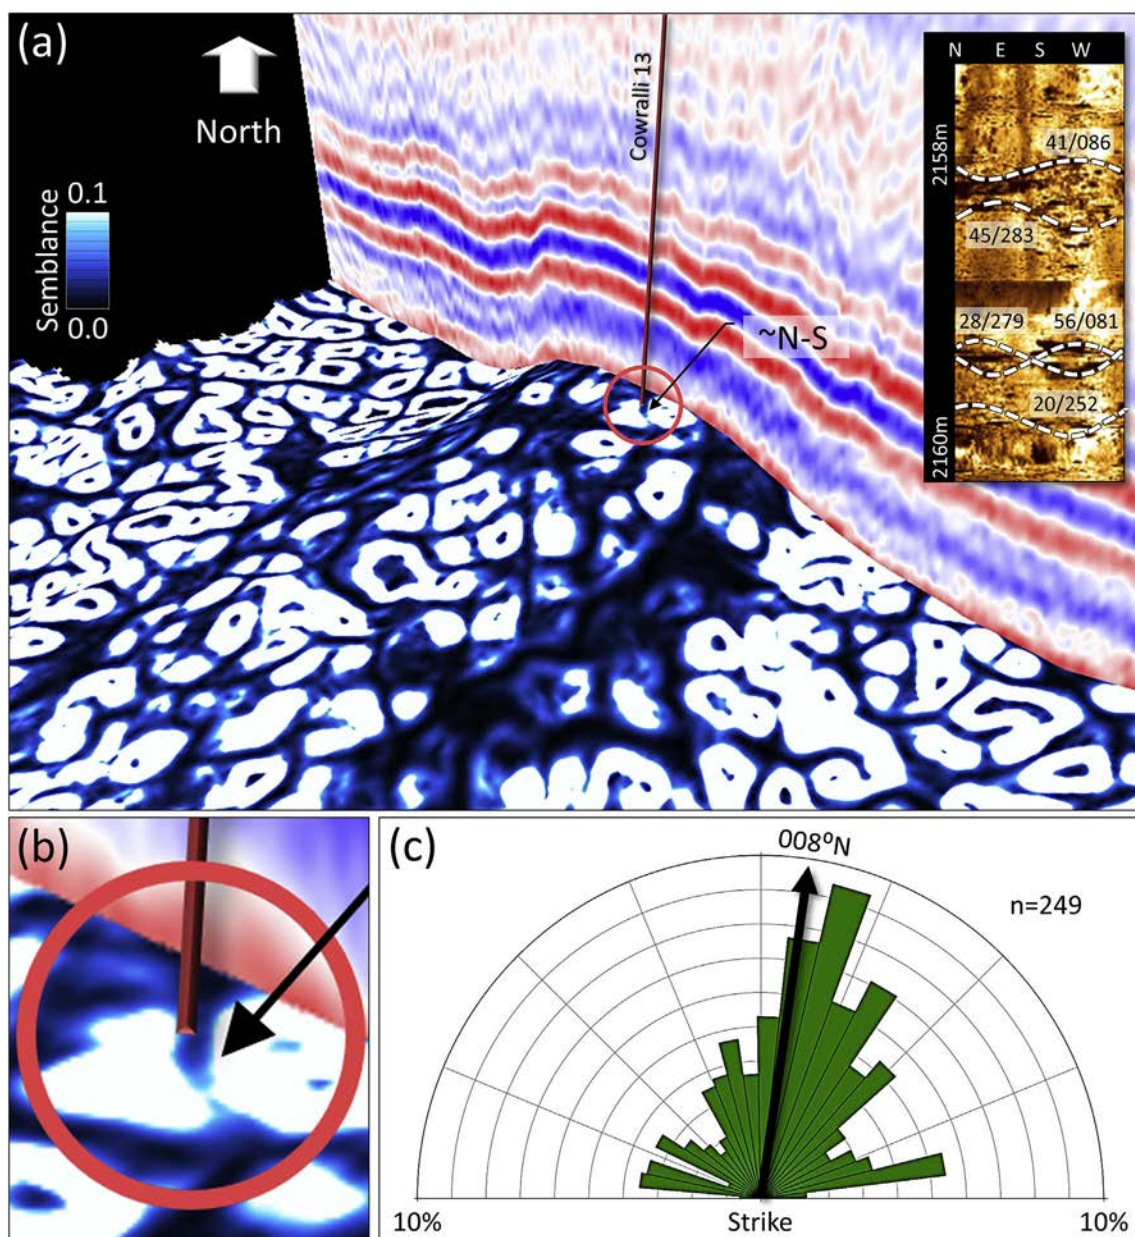 (a)
North
Semblance
0.1
0.0
Cowralli 13
~N-S
N E S W
2158m
2160m
41/086
45/283
28/279 56/081
20/252
(b)
(c)
008ºN
n=249
10% Strike 10%